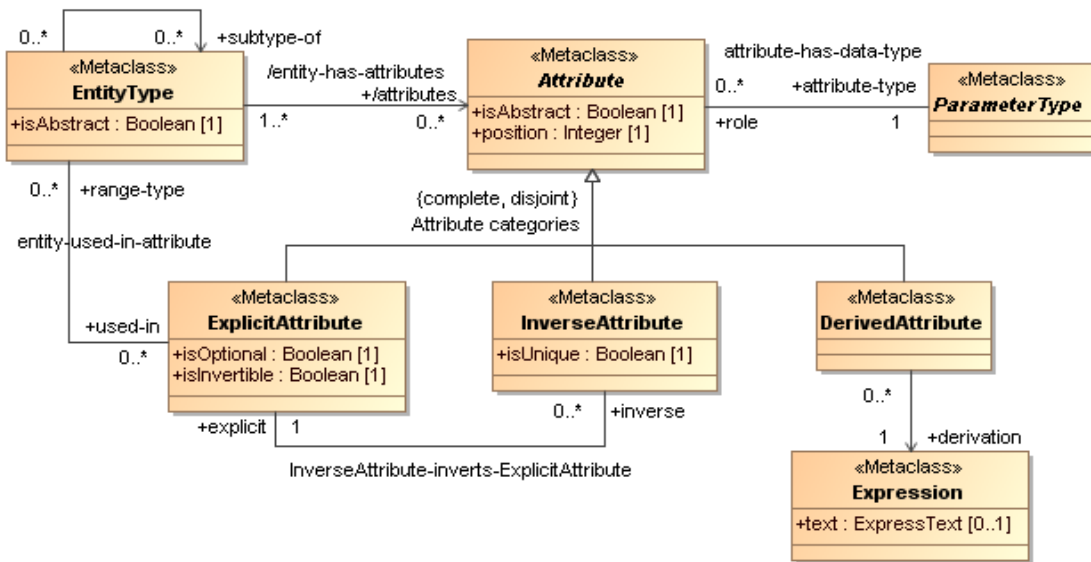 0..*
0..*
+subtype-of
«Metaclass»
EntityType
+isAbstract : Boolean [1]
/entity-has-attributes
+/attributes
1..*
0..*
«Metaclass»
Attribute
+isAbstract : Boolean [1]
+position : Integer [1]
attribute-has-data-type
0..*
+attribute-type
+role
1
«Metaclass»
ParameterType
0..*
+range-type
entity-used-in-attribute
+used-in
0..*
{complete, disjoint}
Attribute categories
«Metaclass»
ExplicitAttribute
+isOptional : Boolean [1]
+isInvertible : Boolean [1]
«Metaclass»
InverseAttribute
+isUnique : Boolean [1]
«Metaclass»
DerivedAttribute
+explicit
1
0..*
+inverse
InverseAttribute-inverts-ExplicitAttribute
0..*
1
+derivation
«Metaclass»
Expression
+text : ExpressText [0..1]